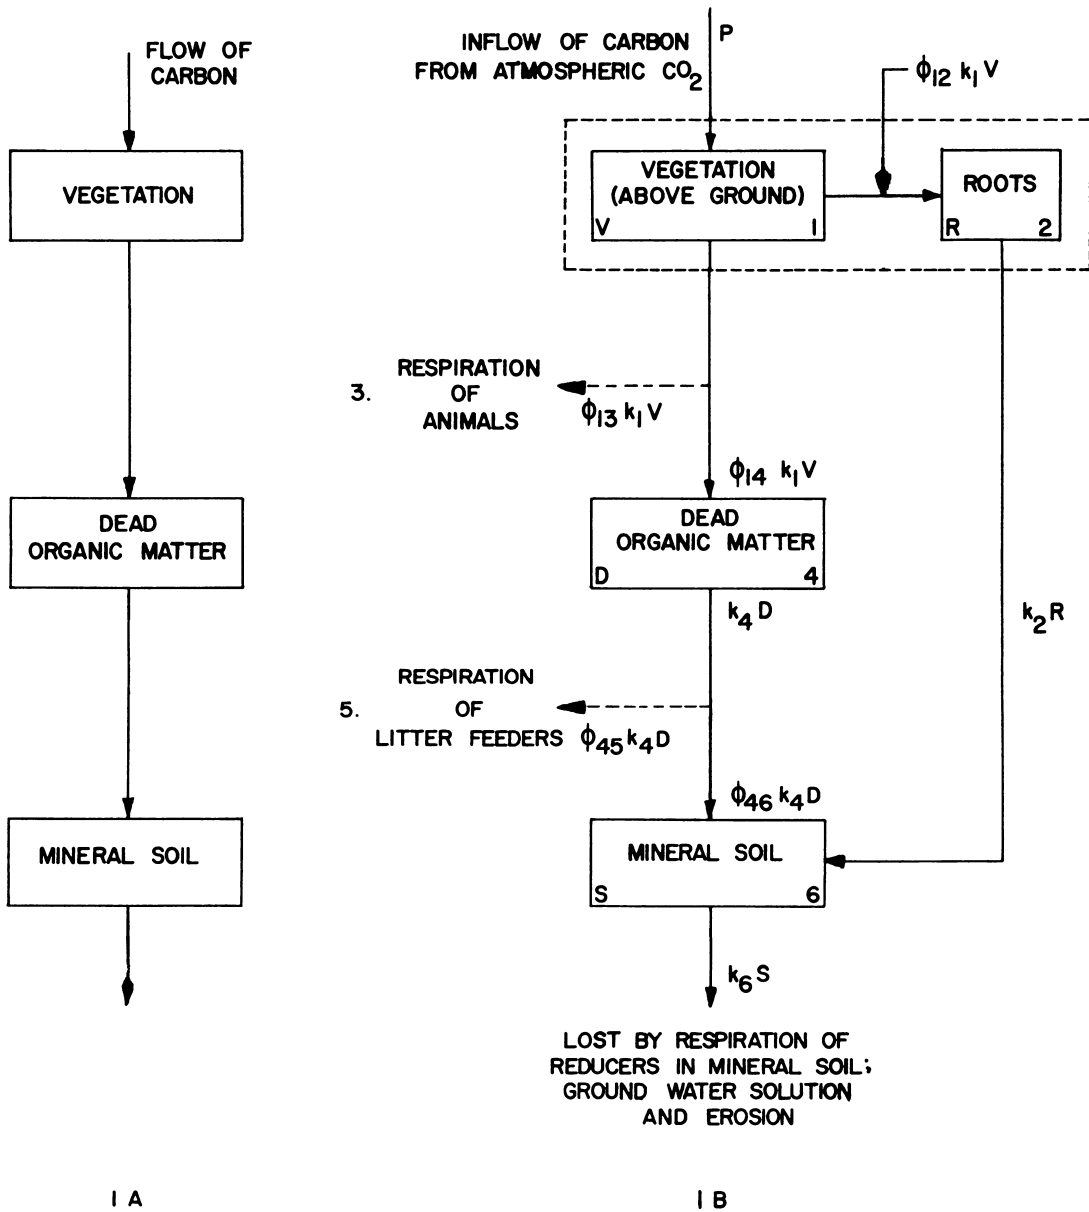 FLOW OF
CARBON
VEGETATION
DEAD
ORGANIC MATTER
MINERAL SOIL
1 A
INFLOW OF CARBON
FROM ATMOSPHERIC CO2
P
ϕ12 k1 V
VEGETATION
(ABOVE GROUND)
V 1
ROOTS
R 2
3. RESPIRATION
OF
ANIMALS
ϕ13 k1 V
ϕ14 k1 V
DEAD
ORGANIC MATTER
D 4
k4 D
k2 R
5. RESPIRATION
OF
LITTER FEEDERS
ϕ45 k4 D
ϕ46 k4 D
MINERAL SOIL
S 6
k6 S
LOST BY RESPIRATION OF
REDUCERS IN MINERAL SOIL;
GROUND WATER SOLUTION
AND EROSION
1 B